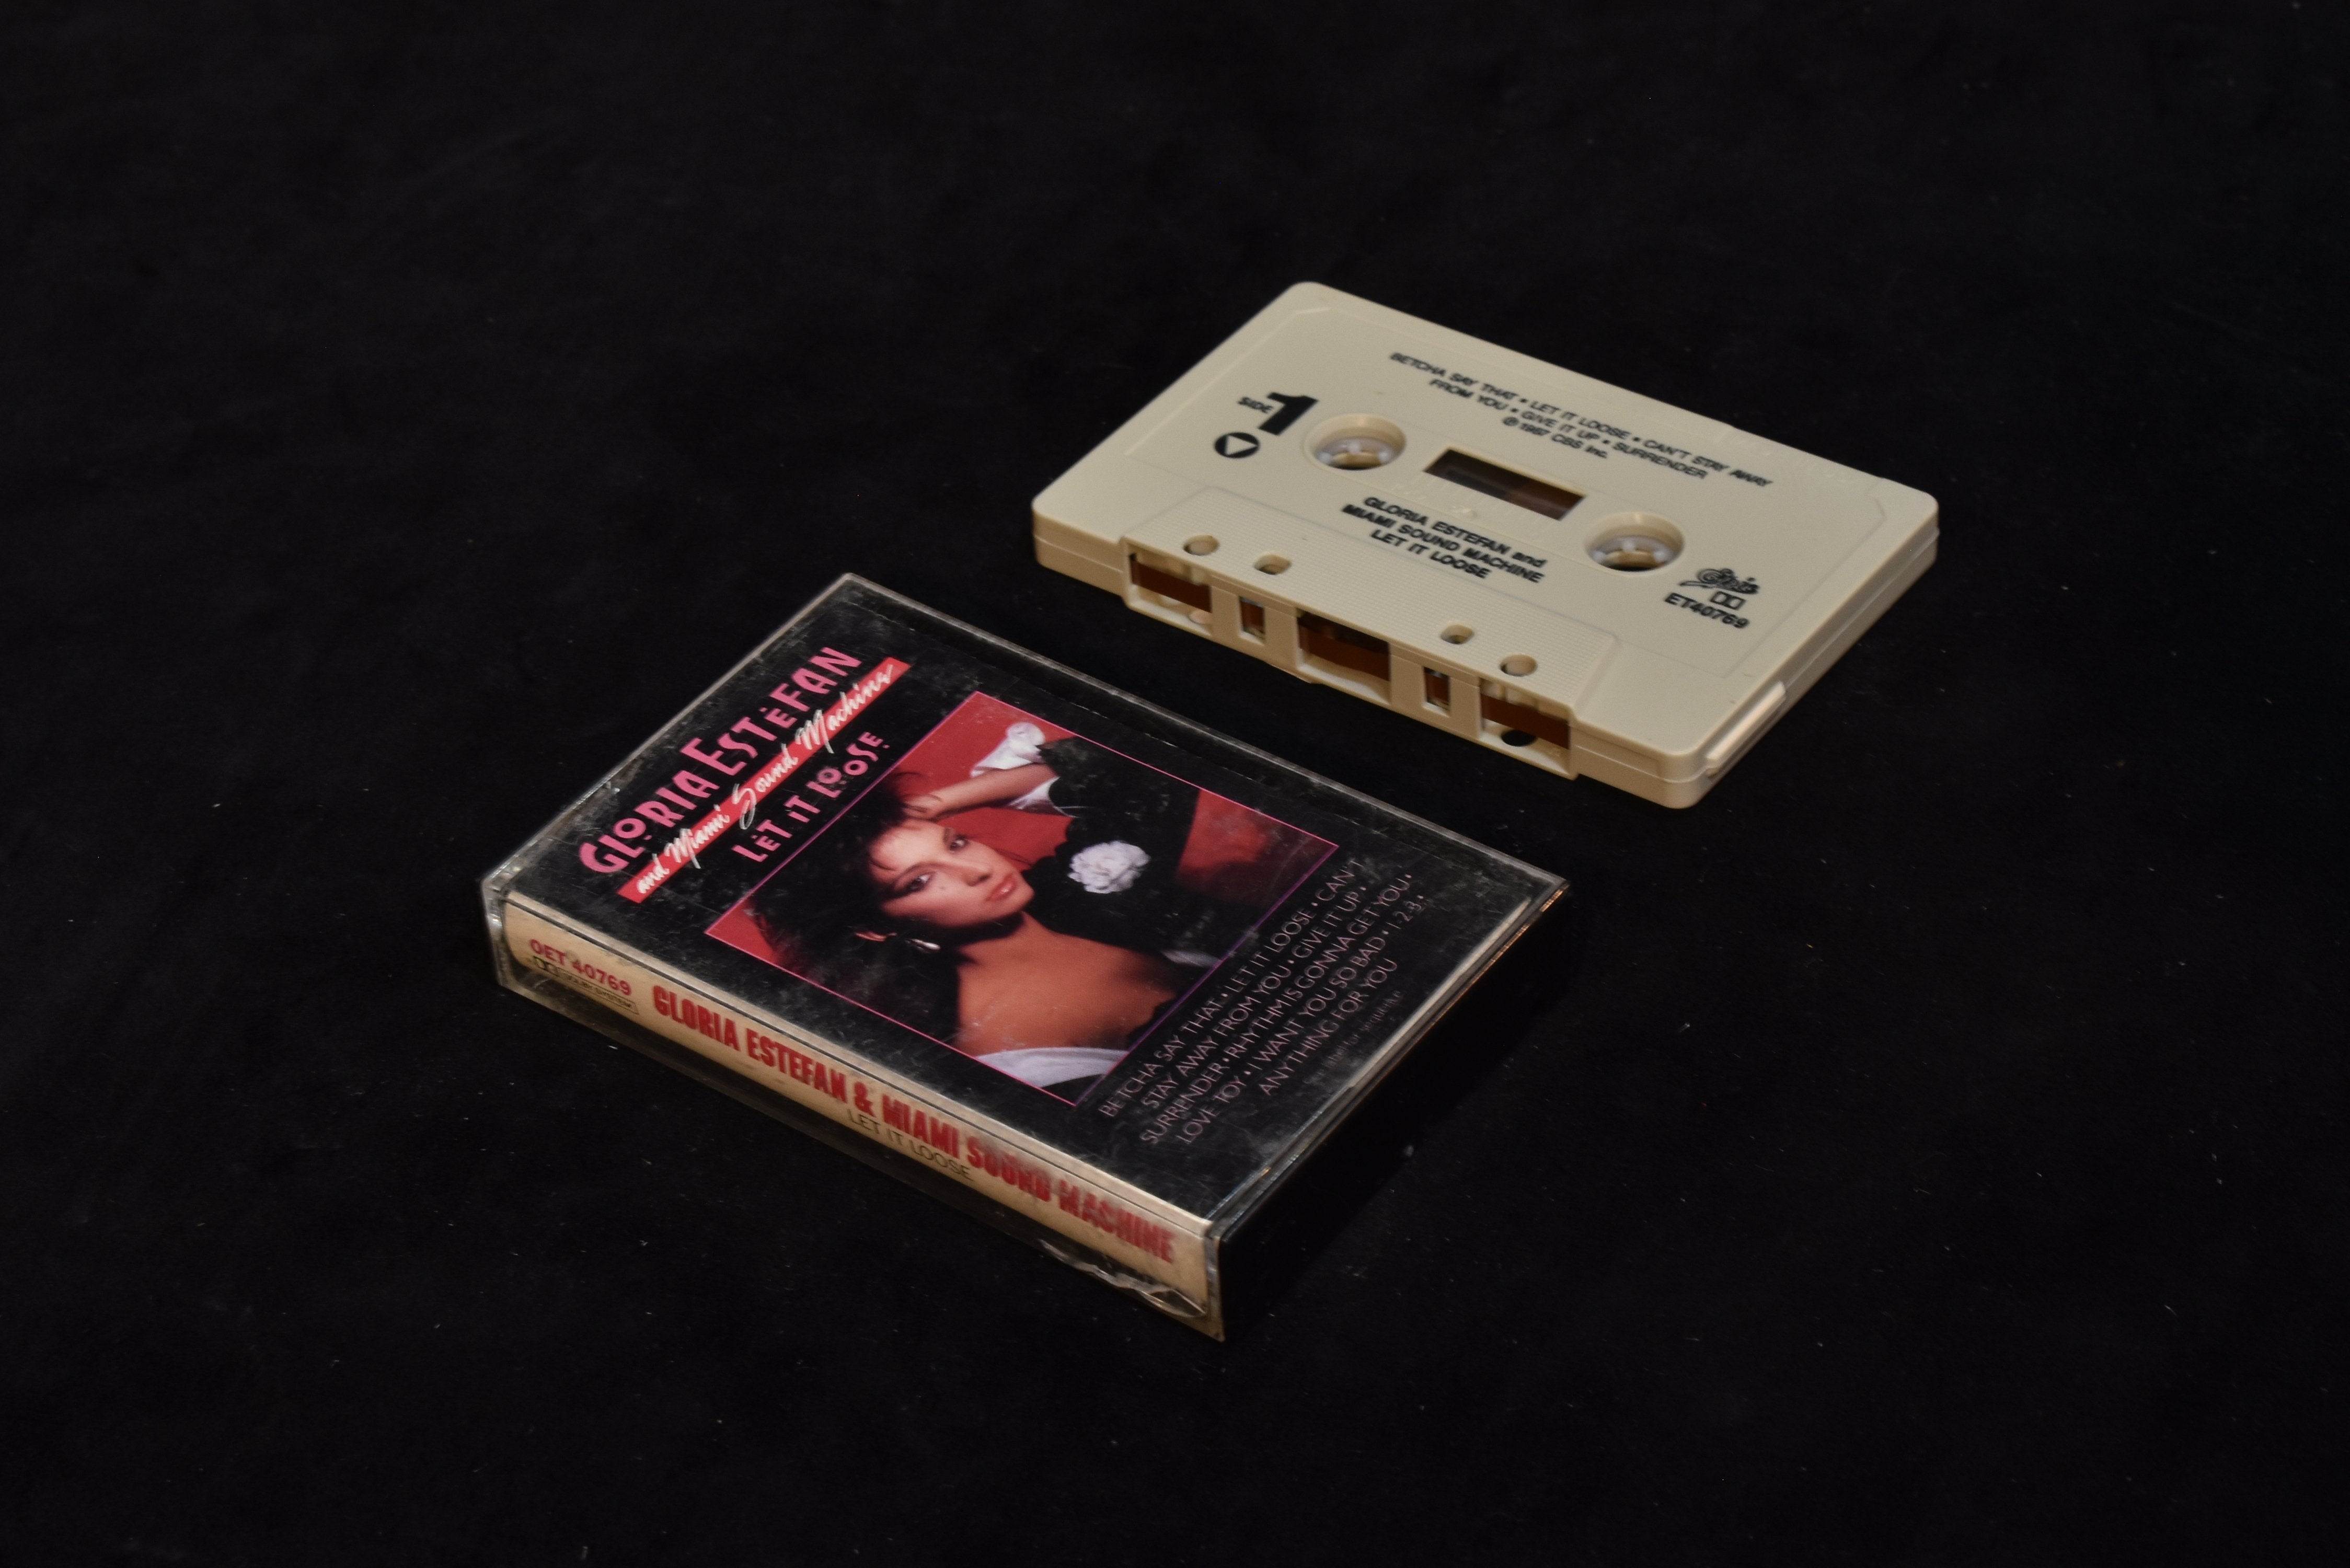 BETCHA SAY THAT • LET IT LOOSE • CAN'T STAY AWAY
FROM YOU • GIVE IT UP • SURRENDER
℗ 1987 CBS Inc.
SIDE 1
GLORIA ESTEFAN and
MIAMI SOUND MACHINE
LET IT LOOSE
Epic
ET40769
GLORIA ESTEFAN
and Miami Sound Machine
LET IT LOOSE
BETCHA SAY THAT • LET IT LOOSE • CAN'T
STAY AWAY FROM YOU • GIVE IT UP •
SURRENDER • RHYTHM IS GONNA GET YOU •
LOVE TOY • I WANT YOU SO BAD • 1-2-3 •
ANYTHING FOR YOU
OET 40769
DOLBY SYSTEM
GLORIA ESTEFAN & MIAMI SOUND MACHINE
LET IT LOOSE